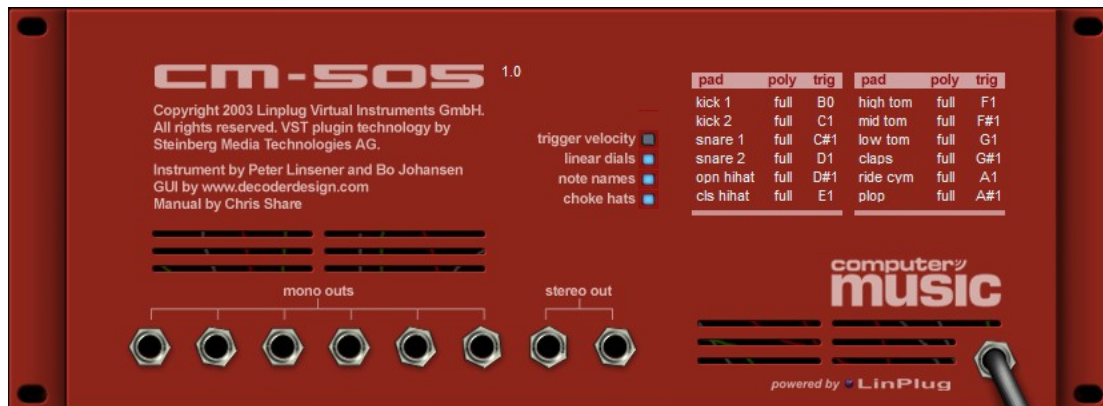 CM-505 1.0
Copyright 2003 Linplug Virtual Instruments GmbH.
All rights reserved. VST plugin technology by
Steinberg Media Technologies AG.
Instrument by Peter Linsener and Bo Johansen
GUI by www.decoderdesign.com
Manual by Chris Share
trigger velocity
linear dials
note names
choke hats
pad poly trig pad poly trig
kick 1 full B0 high tom full F1
kick 2 full C1 mid tom full F#1
snare 1 full C#1 low tom full G1
snare 2 full D1 claps full G#1
opn hihat full D#1 ride cym full A1
cls hihat full E1 plop full A#1
mono outs
stereo out
computer
music
powered by LinPlug